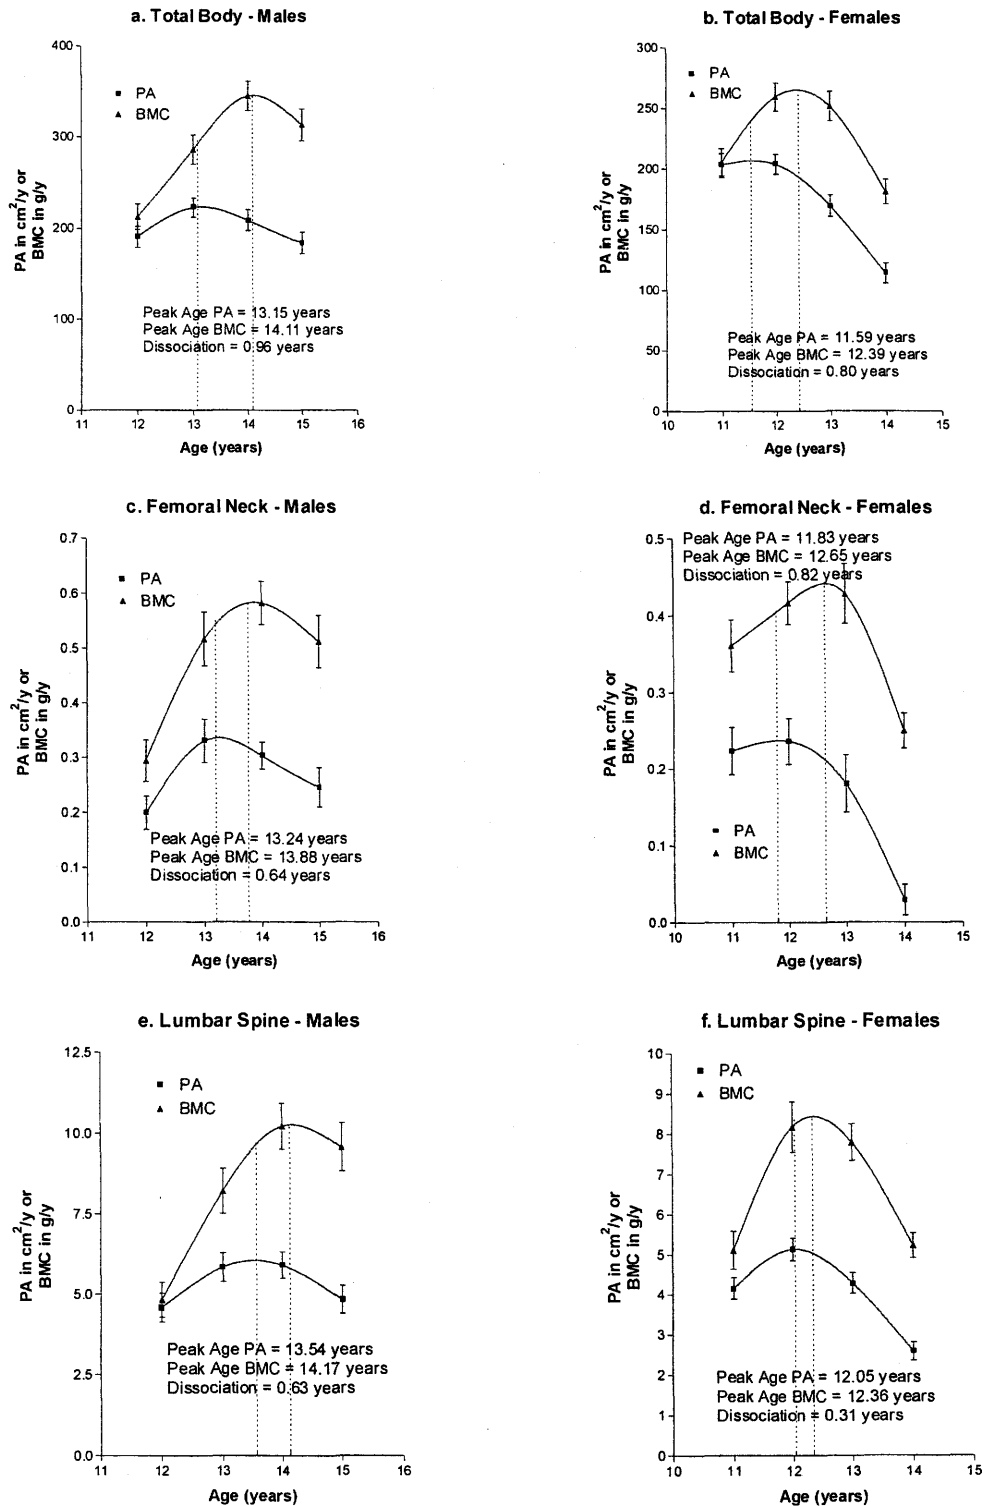 a. Total Body - Males
400
300
200
100
0
PA in cm²/y or
BMC in g/y
PA
BMC
Peak Age PA = 13.15 years
Peak Age BMC = 14.11 years
Dissociation = 0.96 years
11 12 13 14 15 16
Age (years)
b. Total Body - Females
300
250
200
150
100
50
0
PA in cm²/y or
BMC in g/y
PA
BMC
Peak Age PA = 11.59 years
Peak Age BMC = 12.39 years
Dissociation = 0.80 years
10 11 12 13 14 15
Age (years)
c. Femoral Neck - Males
0.7
0.6
0.5
0.4
0.3
0.2
0.1
0.0
PA in cm²/y or
BMC in g/y
PA
BMC
Peak Age PA = 13.24 years
Peak Age BMC = 13.88 years
Dissociation = 0.64 years
11 12 13 14 15 16
Age (years)
d. Femoral Neck - Females
Peak Age PA = 11.83 years
Peak Age BMC = 12.65 years
Dissociation = 0.82 years
0.5
0.4
0.3
0.2
0.1
0.0
PA in cm²/y or
BMC in g/y
PA
BMC
10 11 12 13 14 15
Age (years)
e. Lumbar Spine - Males
12.5
10.0
7.5
5.0
2.5
0.0
PA in cm²/y or
BMC in g/y
PA
BMC
Peak Age PA = 13.54 years
Peak Age BMC = 14.17 years
Dissociation = 0.63 years
11 12 13 14 15 16
Age (years)
f. Lumbar Spine - Females
10
9
8
7
6
5
4
3
2
1
0
PA in cm²/y or
BMC in g/y
PA
BMC
Peak Age PA = 12.05 years
Peak Age BMC = 12.36 years
Dissociation = 0.31 years
10 11 12 13 14 15
Age (years)